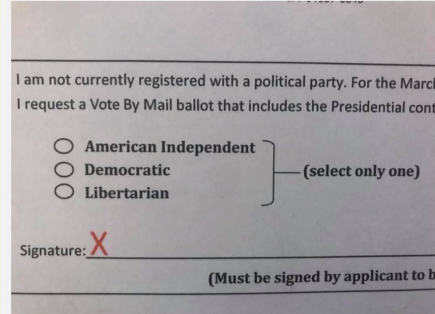 I am not currently registered with a political party. For the March
I request a Vote By Mail ballot that includes the Presidential cont
American Independent
Democratic
(select only one)
Libertarian
Signature: X
(Must be signed by applicant to b